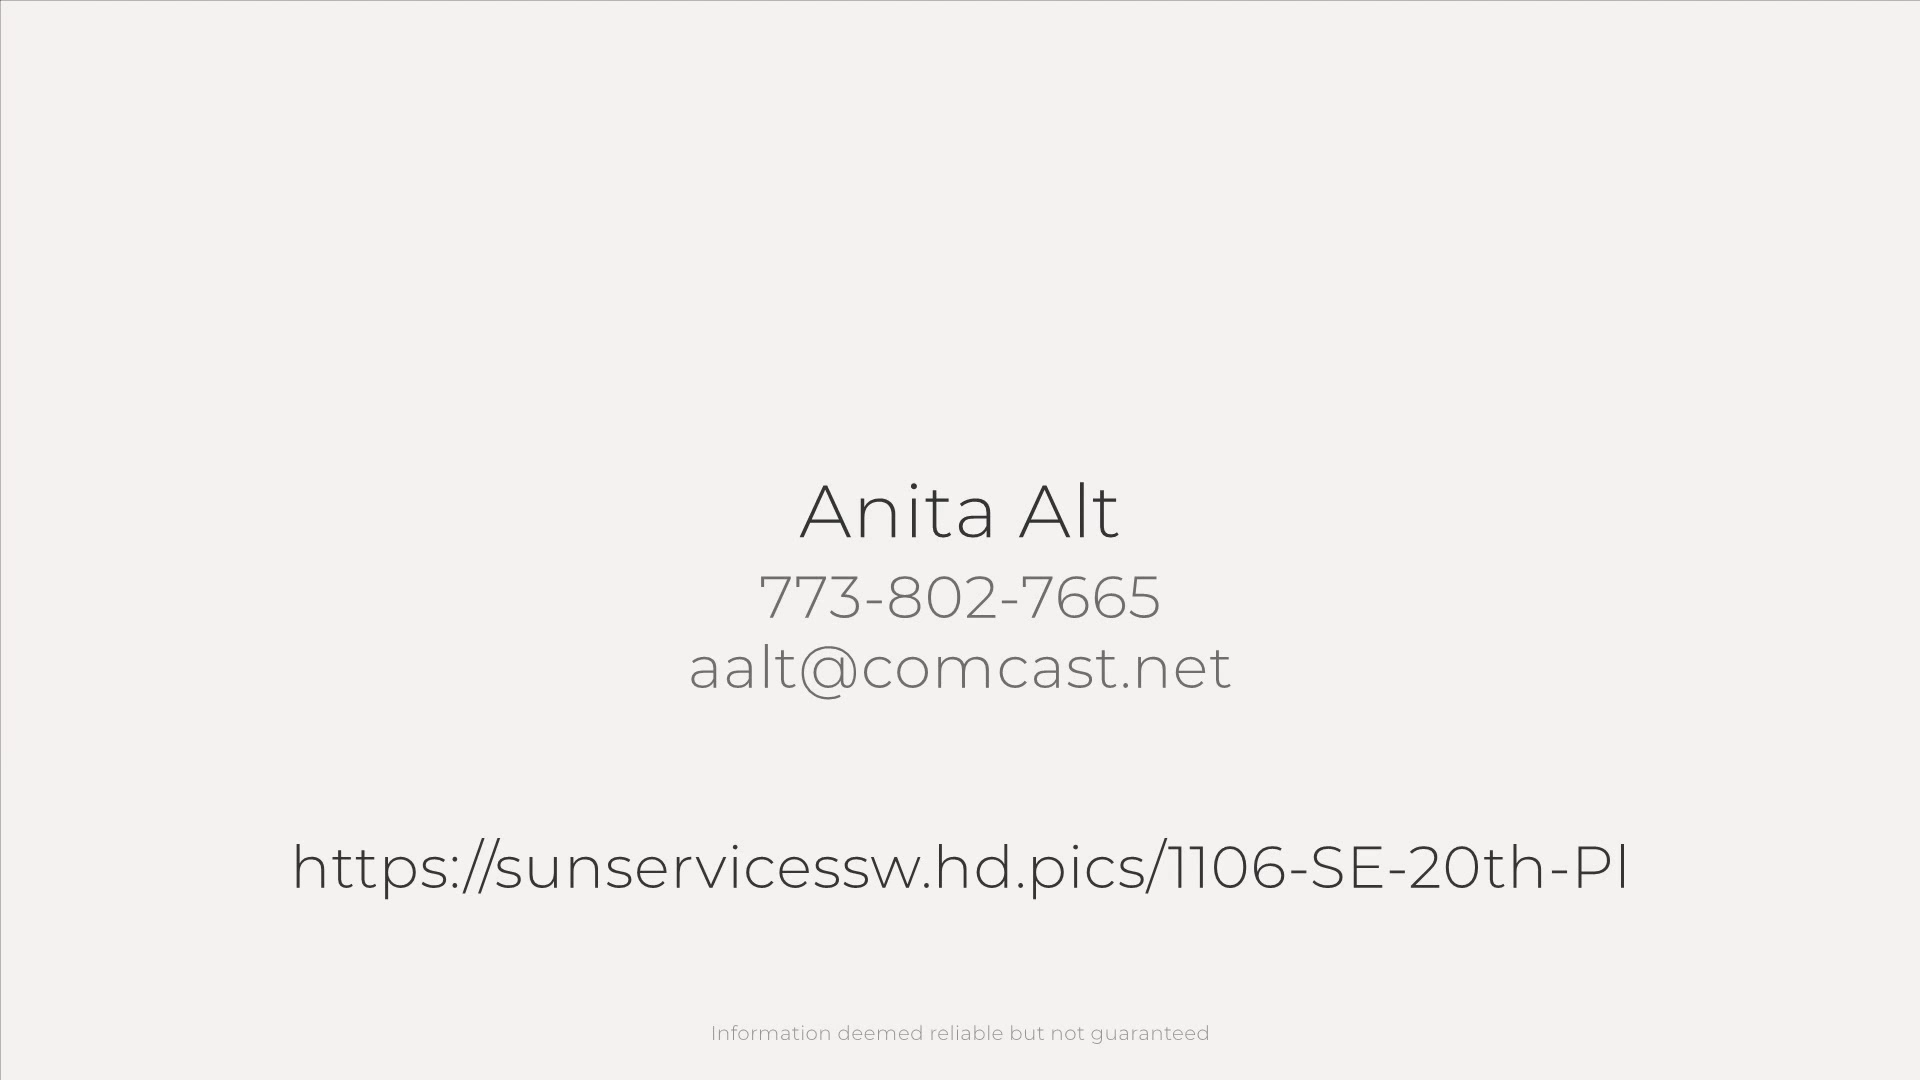 Anita Alt
773-802-7665
aalt@comcast.net
https://sunservicessw.hd.pics/1106-SE-20th-Pl
Information deemed reliable but not guaranteed